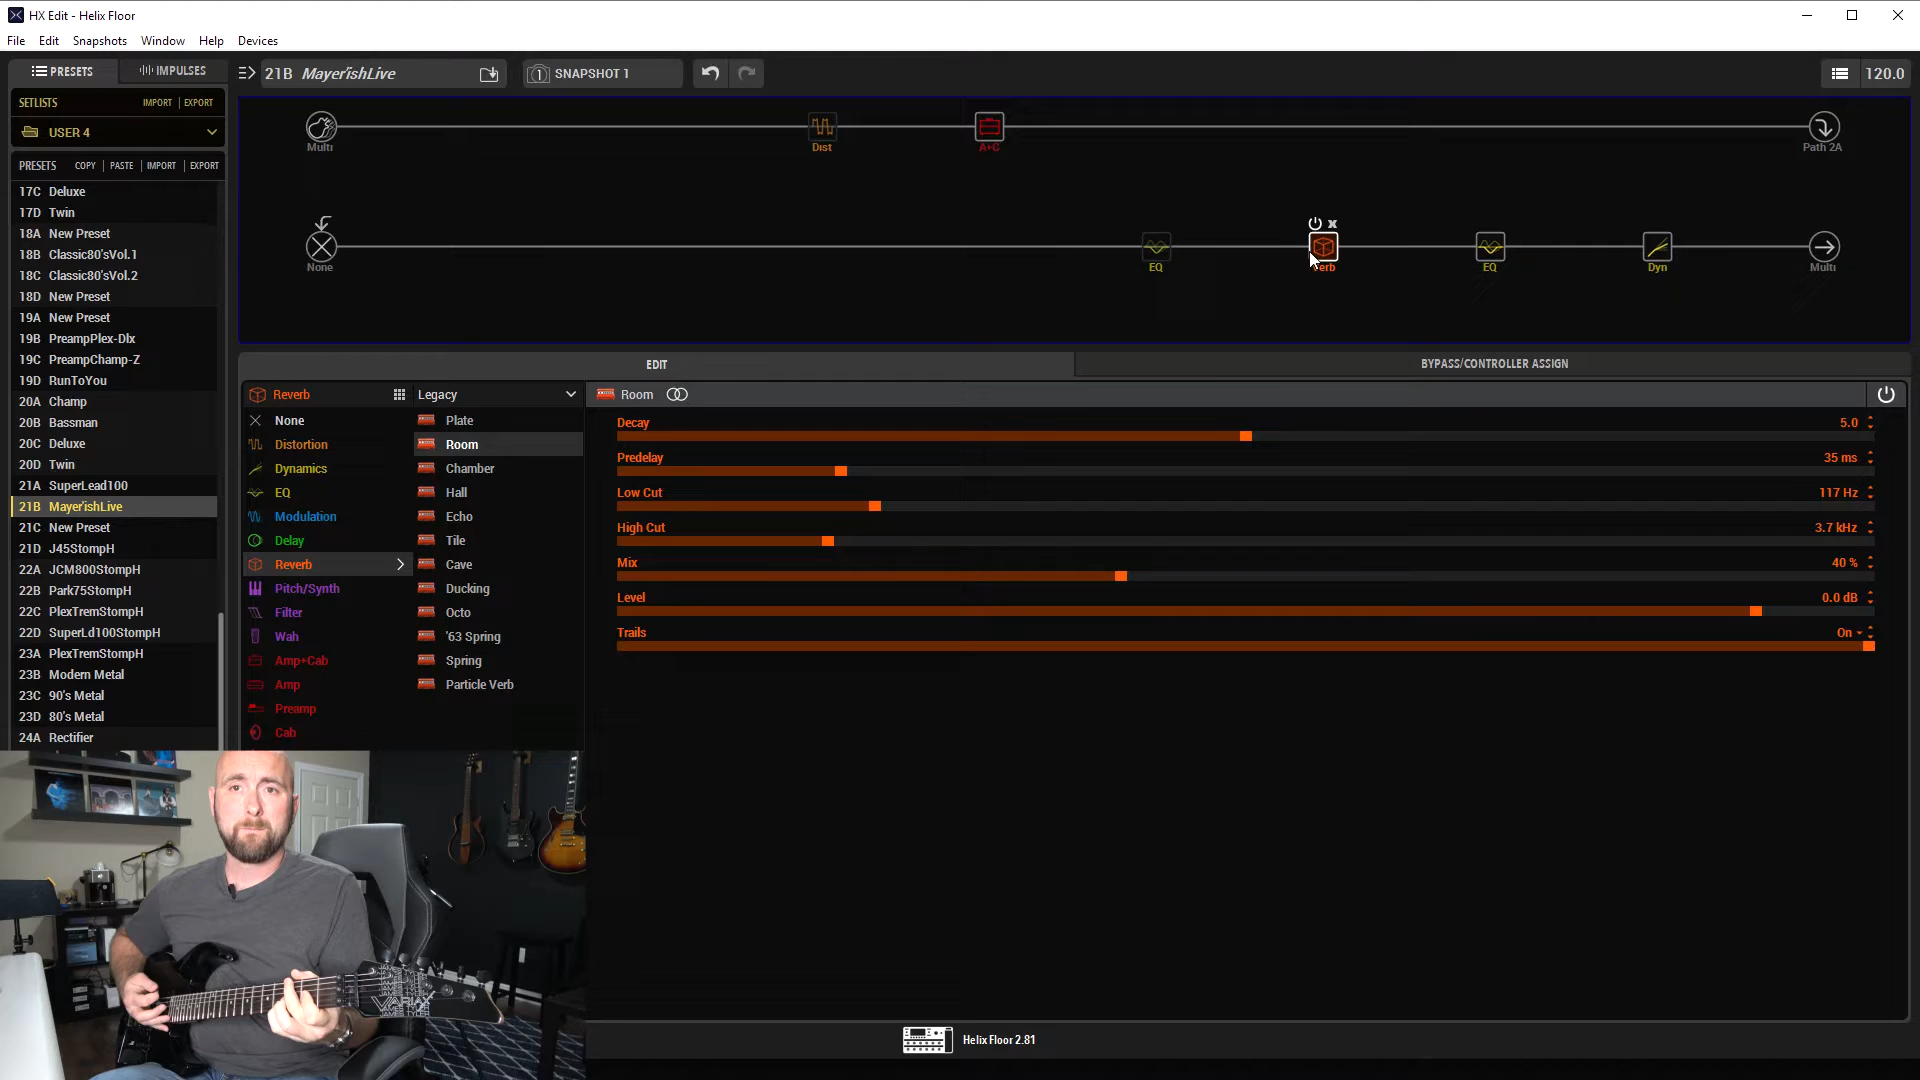 HX Edit - Helix Floor
File Edit Snapshots Window Help Devices
PRESETS IMPULSES
21B MayerishLive
1 SNAPSHOT 1
120.0
SETLISTS IMPORT | EXPORT
USER 4
PRESETS COPY | PASTE | IMPORT | EXPORT
17C Deluxe
17D Twin
18A New Preset
18B Classic80'sVol.1
18C Classic80'sVol.2
18D New Preset
19A New Preset
19B PreampPlex-Dlx
19C PreampChamp-Z
19D RunToYou
20A Champ
20B Bassman
20C Deluxe
20D Twin
21A SuperLead100
21B Mayer'ishLive
21C New Preset
21D J45StompH
22A JCM800StompH
22B Park75StompH
22C PlexTremStompH
22D SuperLd100StompH
23A PlexTremStompH
23B Modern Metal
23C 90's Metal
23D 80's Metal
24A Rectifier
Multi Dist A+C Path 2A
None EQ erb EQ Dyn Multi
EDIT BYPASS/CONTROLLER ASSIGN
Reverb
None
Distortion
Dynamics
EQ
Modulation
Delay
Reverb
Pitch/Synth
Filter
Wah
Amp+Cab
Amp
Preamp
Cab
Legacy
Plate
Room
Chamber
Hall
Echo
Tile
Cave
Ducking
Octo
'63 Spring
Spring
Particle Verb
Room
Decay 5.0
Predelay 35 ms
Low Cut 117 Hz
High Cut 3.7 kHz
Mix 40 %
Level 0.0 dB
Trails On
Helix Floor 2.81
VARIAX
JAMES TYLER